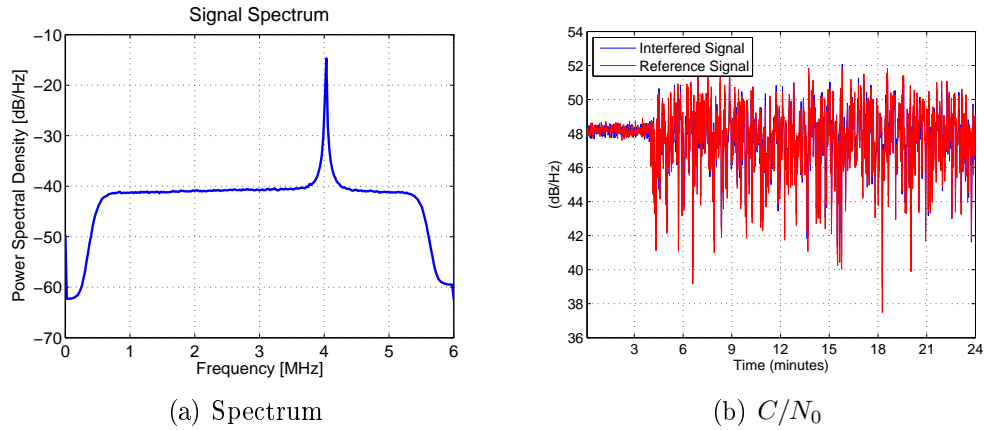 Signal Spectrum
−10
−20
−30
−40
−50
−60
−70
Power Spectral Density [dB/Hz]
0 1 2 3 4 5 6
Frequency [MHz]
(a) Spectrum
54
52
50
48
46
44
42
40
38
36
(dB/Hz)
Interfered Signal
Reference Signal
3 6 9 12 15 18 21 24
Time (minutes)
(b) C/N0